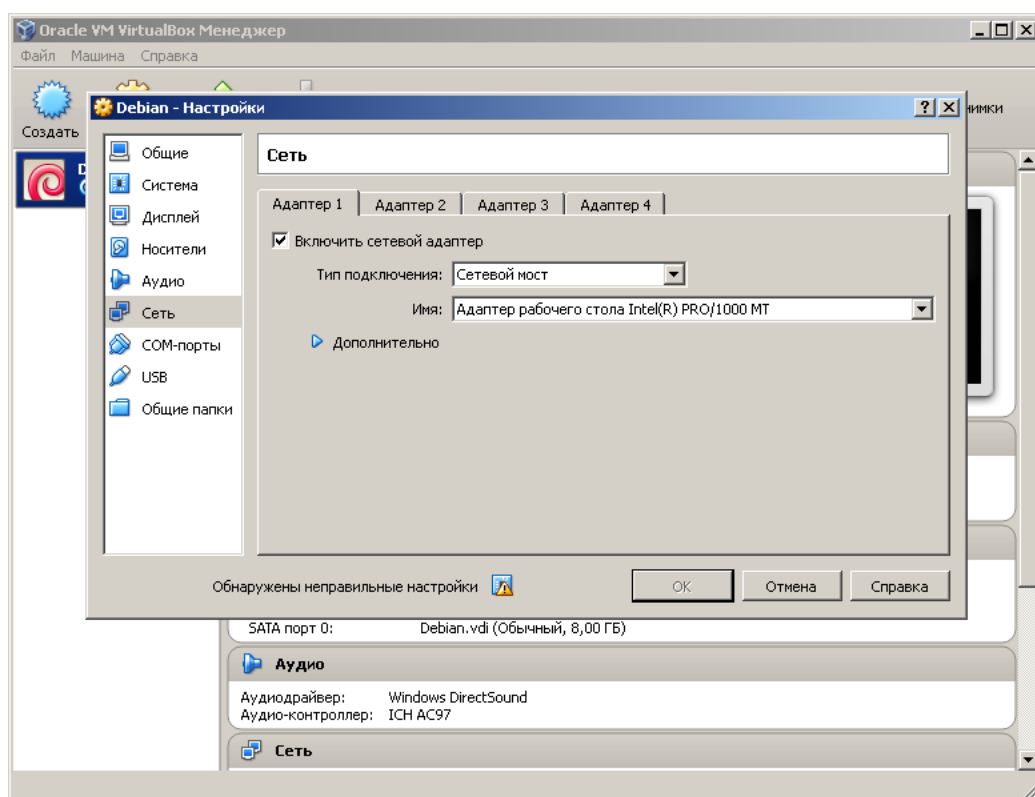 Oracle VM VirtualBox Менеджер
Файл Машина Справка
Создать
Debian - Настройки
Общие
Система
Дисплей
Носители
Аудио
Сеть
COM-порты
USB
Общие папки
Сеть
Адаптер 1 Адаптер 2 Адаптер 3 Адаптер 4
Включить сетевой адаптер
Тип подключения: Сетевой мост
Имя: Адаптер рабочего стола Intel(R) PRO/1000 MT
Дополнительно
Обнаружены неправильные настройки
OK Отмена Справка
SATA порт 0: Debian.vdi (Обычный, 8,00 ГБ)
Аудио
Аудиодрайвер: Windows DirectSound
Аудио-контроллер: ICH AC97
Сеть